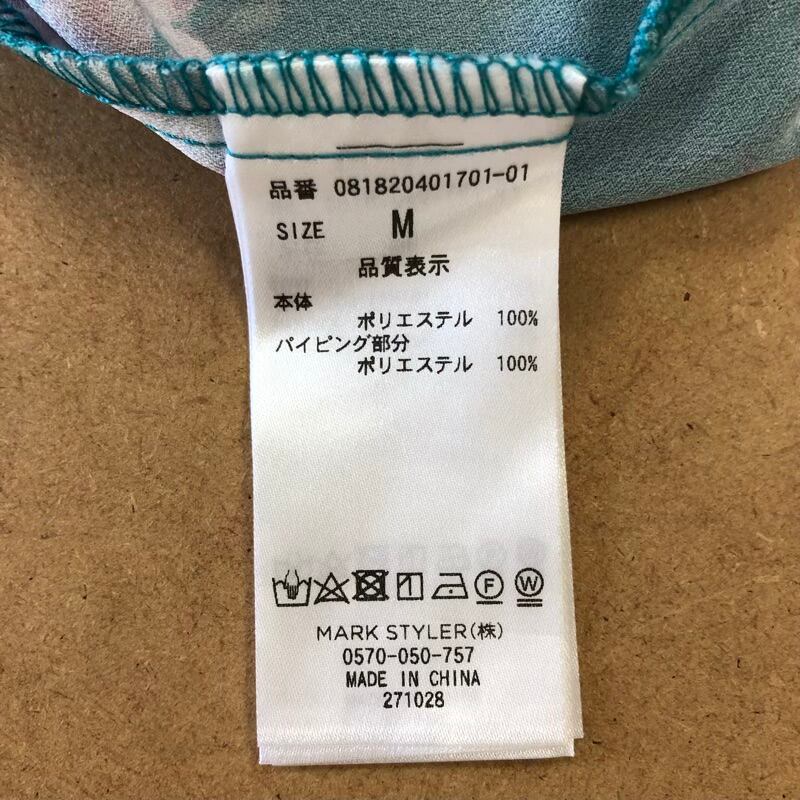 品番 081820401701-01
SIZE M
品質表示
本体
ポリエステル 100%
パイピング部分
ポリエステル 100%
F W
MARK STYLER(株)
0570-050-757
MADE IN CHINA
271028